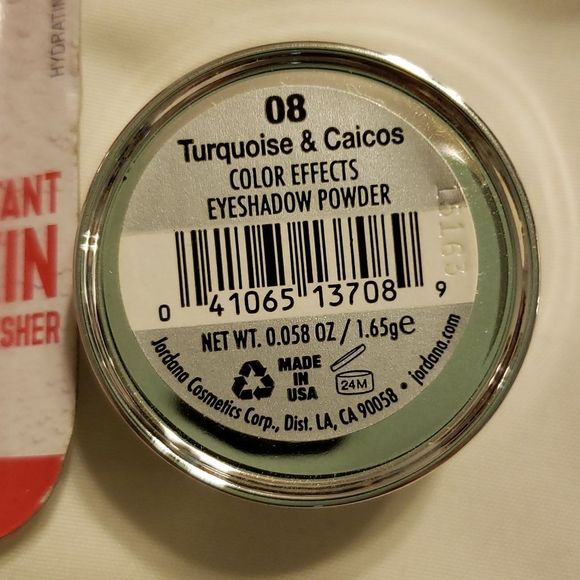 08
Turquoise & Caicos
COLOR EFFECTS
EYESHADOW POWDER
0 41065 13708 9
NET. WT. 0.058 OZ / 1.65g e
MADE
IN
USA
24M
Jordana Cosmetics Corp., Dist. LA, CA 90058 • jordana.com
15163
HYDRATIN
TANT
IN
SHER